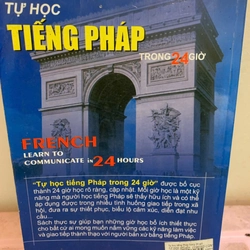 TỰ HỌC
TIẾNG PHÁP
TRONG 24 GIỜ
FRENCH
LEARN TO
COMMUNICATE in 24 HOURS
"Tự học tiếng Pháp trong 24 giờ" được bố cục
thành 24 giờ học rõ ràng, cập nhật. Mỗi giờ học là một kỹ
năng mà người học tiếng Pháp sẽ thấy hữu ích và có thể
áp dụng được trong nhiều tình huống giao tiếp trong xã
hội, đưa ra sự thiết phục, biểu lộ cảm xúc, diễn đạt nhu
cầu.
Sách thực sự giúp bạn những giờ học bổ ích thiết thực
cho bất cứ ai mong muốn nắm vững các kỹ năng làm việc
và giao tiếp thành thạo với người bản xứ bằng tiếng Pháp.